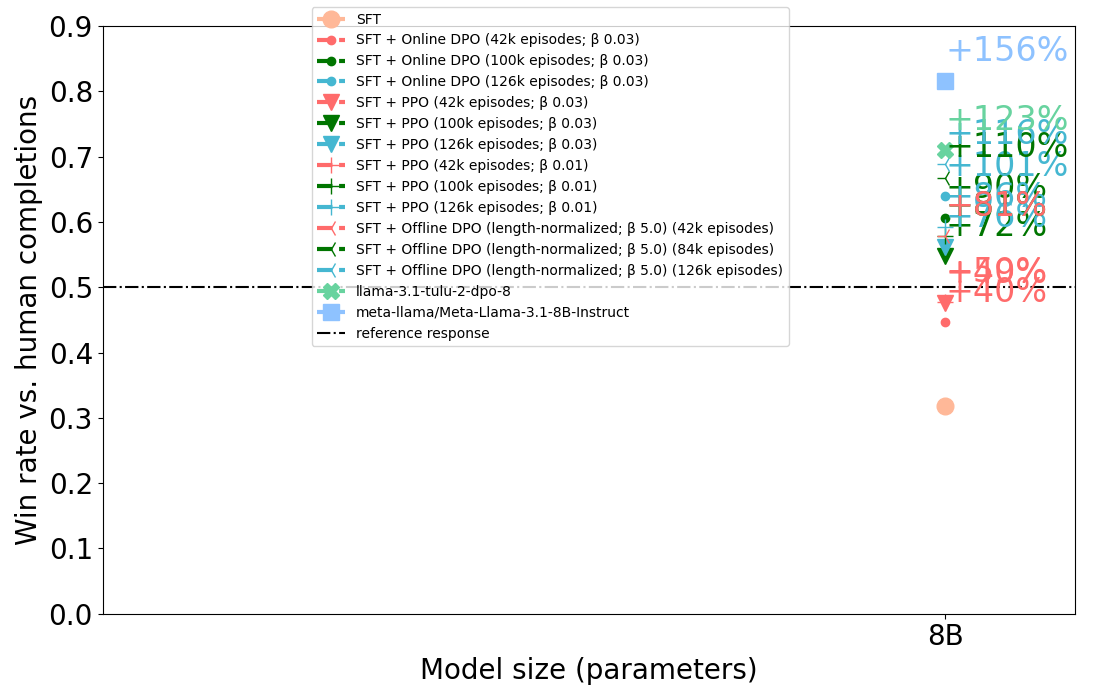 Win rate vs. human completions
0.9
0.8
0.7
0.6
0.5
0.4
0.3
0.2
0.1
0.0
SFT
SFT + Online DPO (42k episodes; β 0.03)
SFT + Online DPO (100k episodes; β 0.03)
SFT + Online DPO (126k episodes; β 0.03)
SFT + PPO (42k episodes; β 0.03)
SFT + PPO (100k episodes; β 0.03)
SFT + PPO (126k episodes; β 0.03)
SFT + PPO (42k episodes; β 0.01)
SFT + PPO (100k episodes; β 0.01)
SFT + PPO (126k episodes; β 0.01)
SFT + Offline DPO (length-normalized; β 5.0) (42k episodes)
SFT + Offline DPO (length-normalized; β 5.0) (84k episodes)
SFT + Offline DPO (length-normalized; β 5.0) (126k episodes)
llama-3.1-tulu-2-dpo-8
meta-llama/Meta-Llama-3.1-8B-Instruct
reference response
+156%
+123%
+116%
+110%
+101%
+90%
+81%
+72%
+50%
+40%
8B
Model size (parameters)